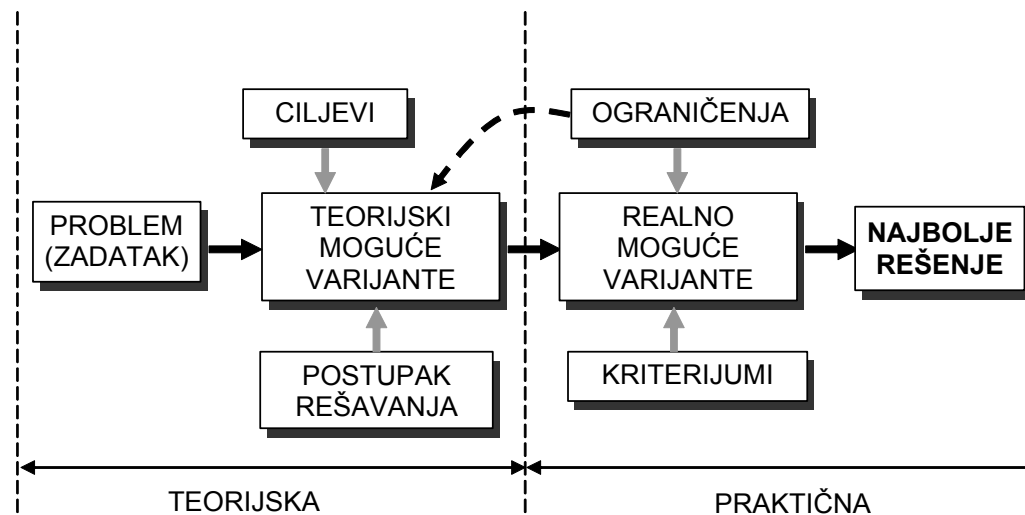 CILJEVI
OGRANIČENJA
PROBLEM
(ZADATAK)
TEORIJSKI
MOGUĆE
VARIJANTE
REALNO
MOGUĆE
VARIJANTE
NAJBOLJE
REŠENJE
POSTUPAK
REŠAVANJA
KRITERIJUMI
TEORIJSKA
PRAKTIČNA